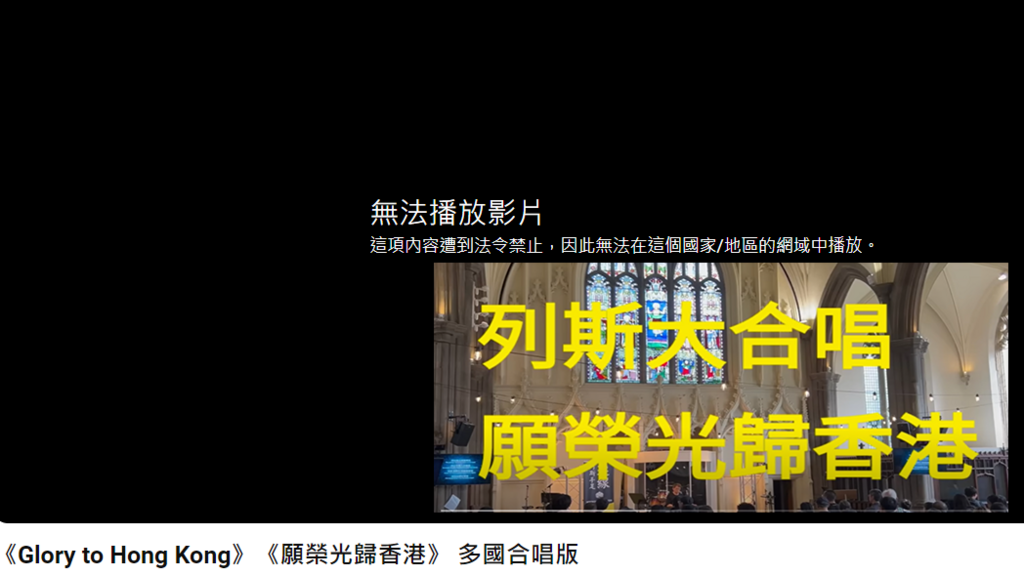 無法播放影片
這項內容遭到法令禁止，因此無法在這個國家/地區的網域中播放。
列斯大合唱
願榮光歸香港
《Glory to Hong Kong》《願榮光歸香港》 多國合唱版